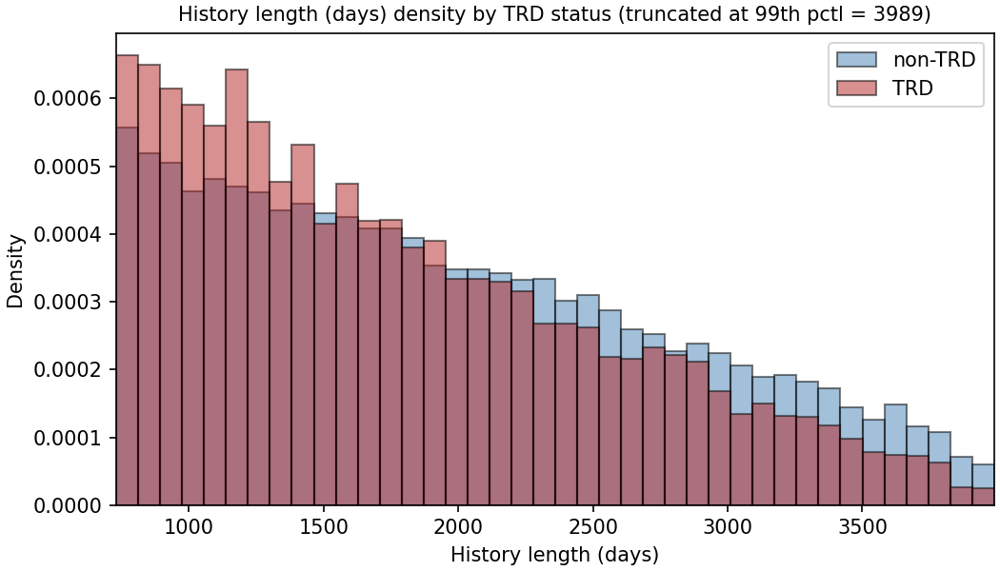 History length (days) density by TRD status (truncated at 99th pctl = 3989)
non-TRD
TRD
0.0006
0.0005
0.0004
0.0003
0.0002
0.0001
0.0000
Density
1000 1500 2000 2500 3000 3500
History length (days)